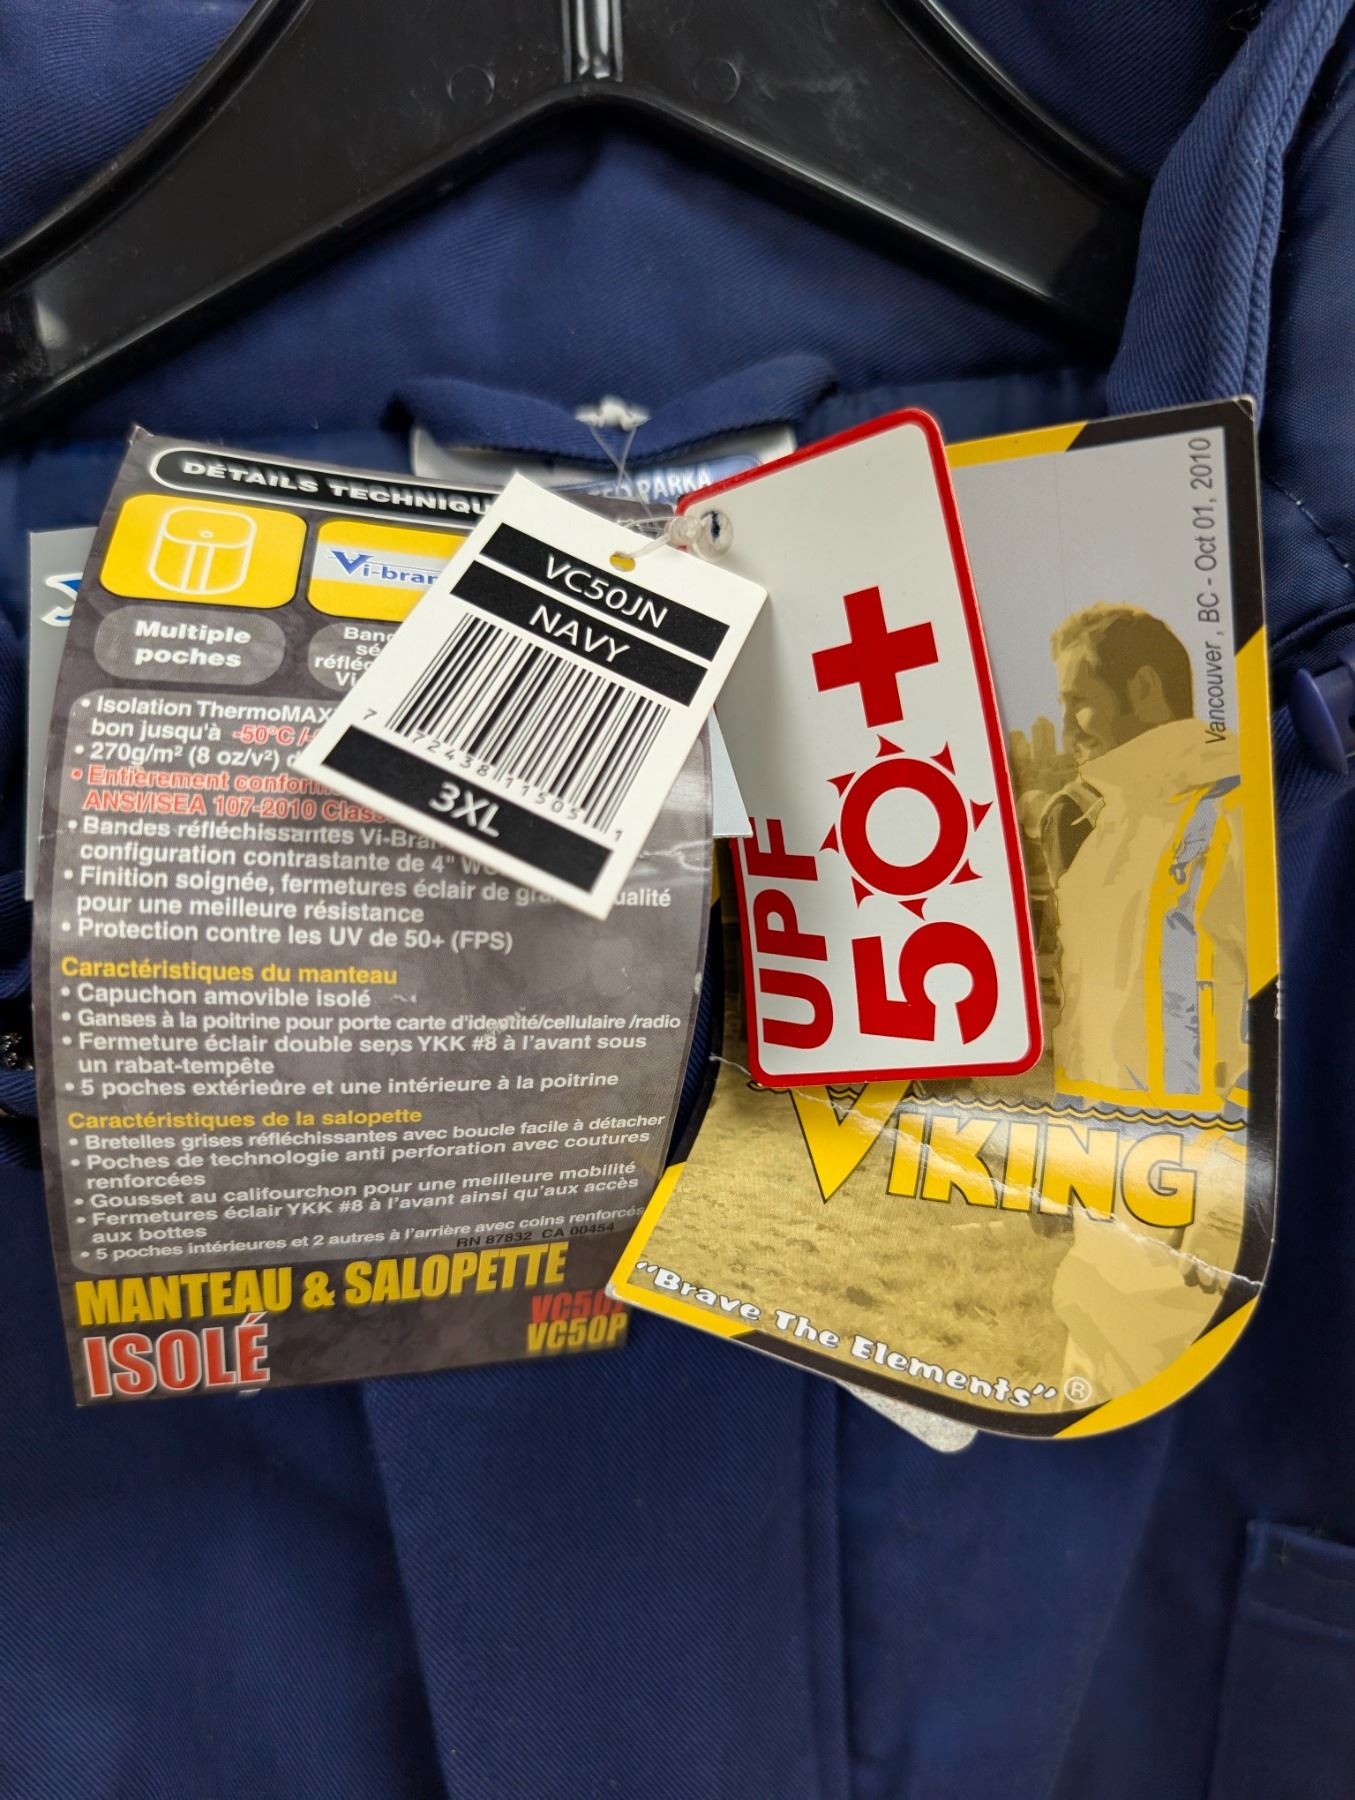 DÉTAILS
PARKA
Multiple
poches
VC50JN
NAVY
7 72438 11505 1
3XL
• Isolation ThermoMAX
bon jusqu'à -50°C
• 270g/m² (8 oz/v²)
• Entièrement
ANSI/ISEA 107-2010
• Bandes réfléchissantes
configuration contrastante de 4"
• Finition soignée, fermetures éclair de
pour une meilleure résistance
• Protection contre les UV de 50+ (FPS)
Caractéristiques du manteau
• Capuchon amovible isolé
• Ganses à la poitrine pour porte carte d'identité/cellulaire /radio
• Fermeture éclair double sens YKK #8 à l'avant sous
un rabat-tempête
• 5 poches extérieure et une intérieure à la poitrine
Caractéristiques de la salopette
• Bretelles grises réfléchissantes avec boucle facile à détacher
• Poches de technologie anti perforation avec coutures
renforcées
• Gousset au califourchon pour une meilleure mobilité
• Fermetures éclair YKK #8 à l'avant ainsi qu'aux accès
aux bottes
• 5 poches intérieures et 2 autres à l'arrière avec coins renforcés
RN 87832 CA 00454
MANTEAU & SALOPETTE
ISOLÉ
VC50P
UPF
50+
Vancouver , BC - Oct 01, 2010
VIKING
"Brave The Elements"®